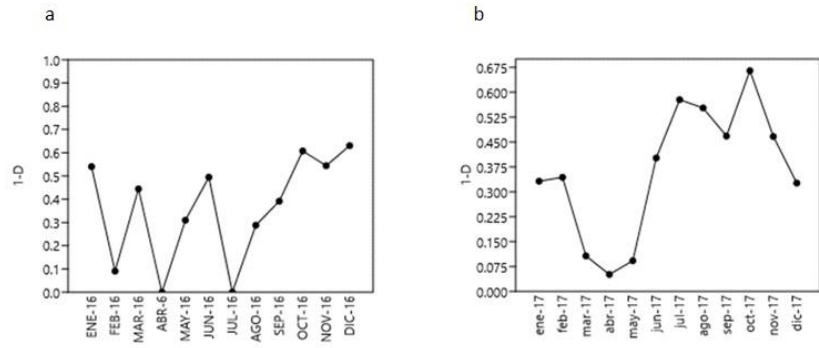 a
b
1.0
0.9
0.8
0.7
0.6
0.5
0.4
0.3
0.2
0.1
0.0
1-D
ENE-16
FEB-16
MAR-16
ABR-6
MAY-16
JUN-16
JUL-16
AGO-16
SEP-16
OCT-16
NOV-16
DIC-16
0.675
0.600
0.525
0.450
0.375
0.300
0.225
0.150
0.075
0.000
1-D
ene-17
feb-17
mar-17
abr-17
may-17
jun-17
jul-17
ago-17
sep-17
oct-17
nov-17
dic-17